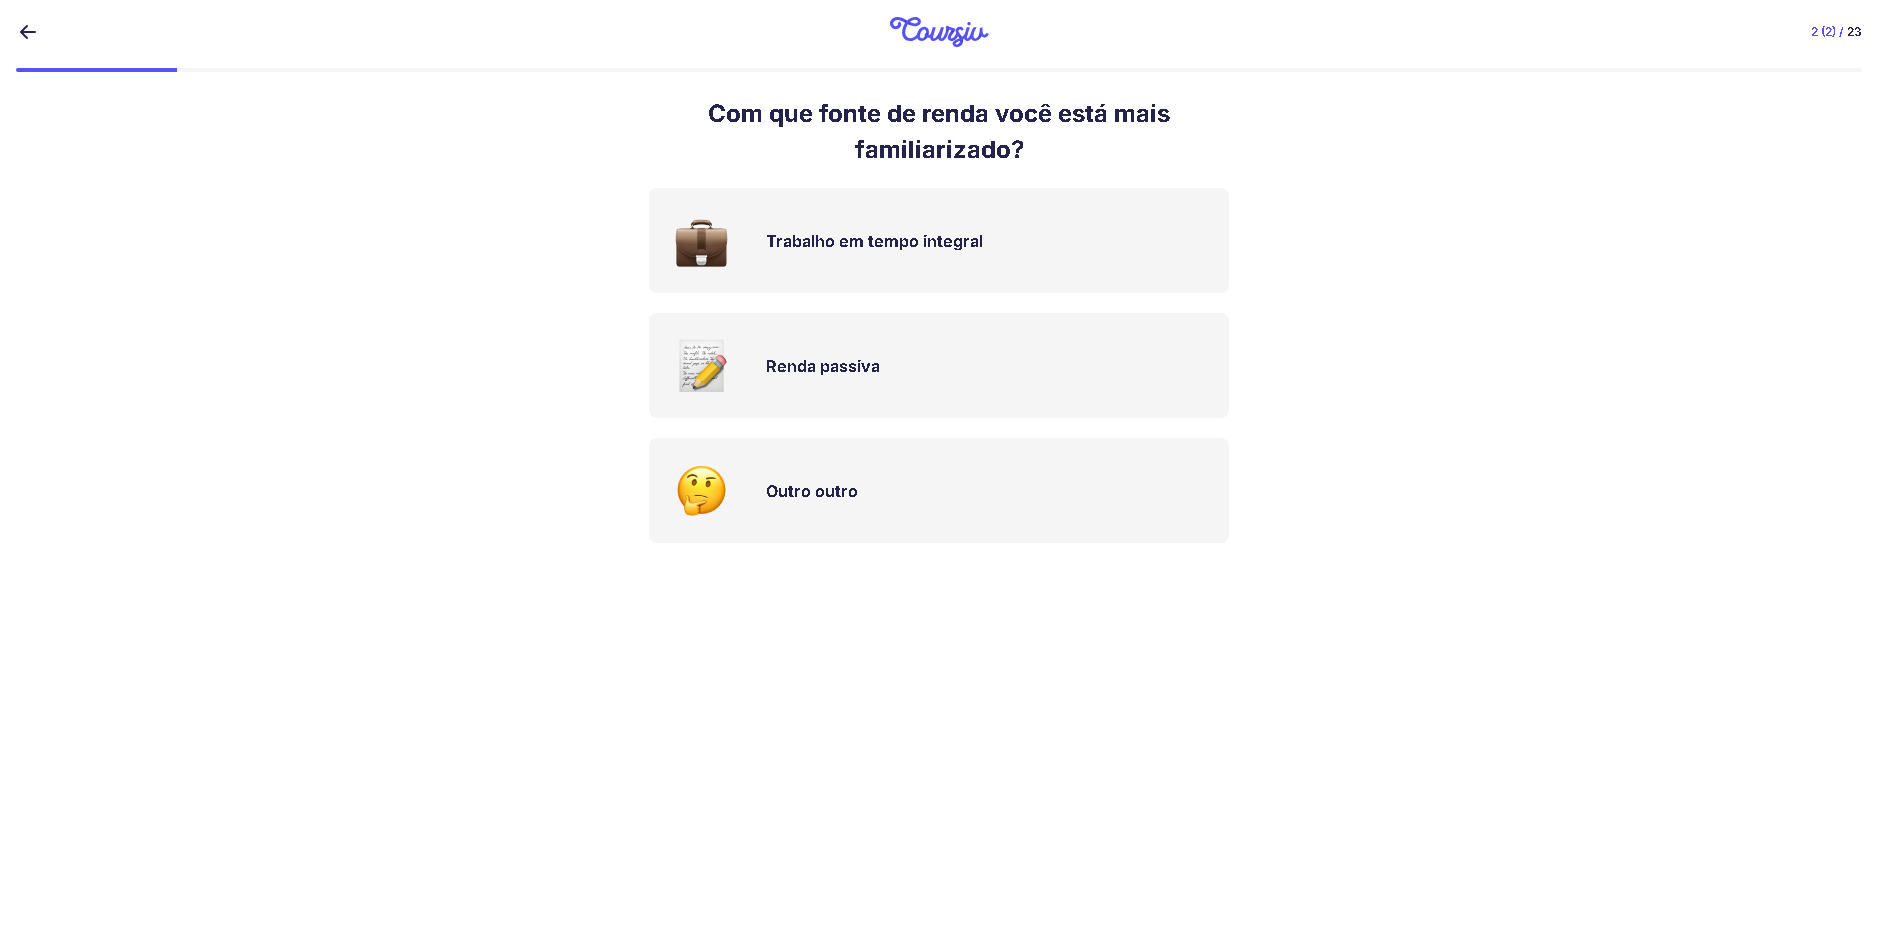 Coursiv
2 (2) / 23
Com que fonte de renda você está mais
familiarizado?
Trabalho em tempo integral
Renda passiva
Outro outro